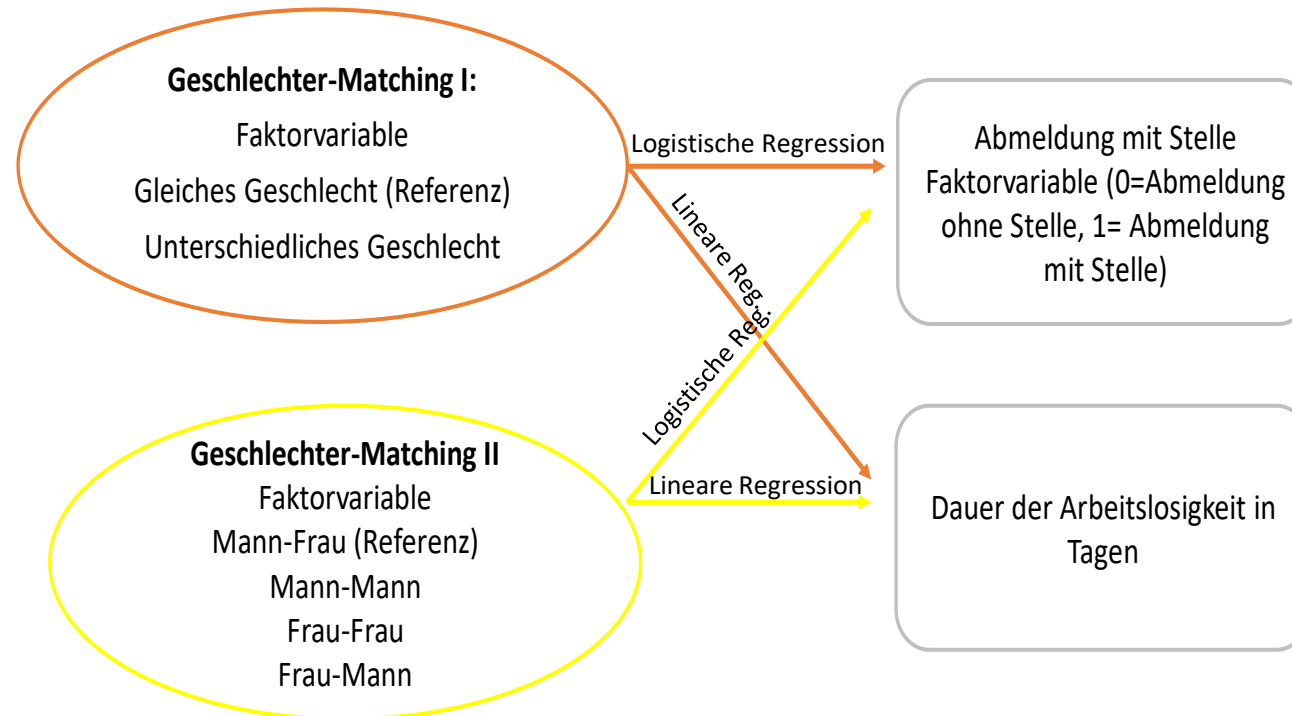 Geschlechter-Matching I:
Faktorvariable
Gleiches Geschlecht (Referenz)
Unterschiedliches Geschlecht
Logistische Regression
Lineare Reg.
Abmeldung mit Stelle
Faktorvariable (0=Abmeldung
ohne Stelle, 1= Abmeldung
mit Stelle)
Geschlechter-Matching II
Faktorvariable
Mann-Frau (Referenz)
Mann-Mann
Frau-Frau
Frau-Mann
Logistische Reg.
Lineare Regression
Dauer der Arbeitslosigkeit in
Tagen